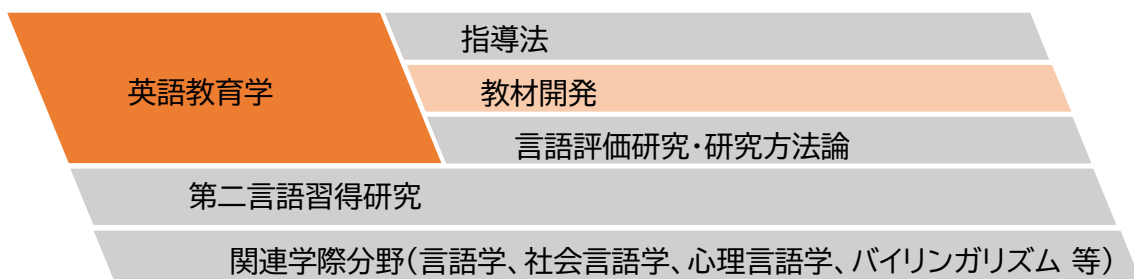 指導法
英語教育学
教材開発
言語評価研究・研究方法論
第二言語習得研究
関連学際分野(言語学、社会言語学、心理言語学、バイリンガリズム 等)